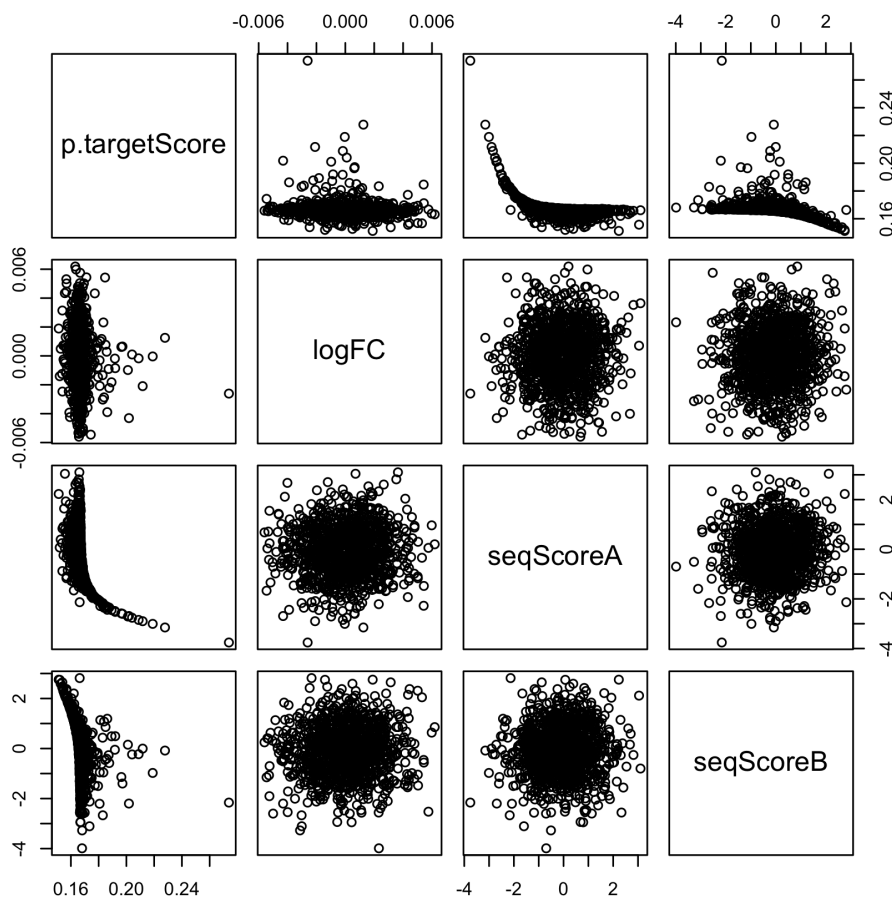 -0.006 0.000 0.006 -4 -2 0 2
p.targetScore
0.16 0.20 0.24
-0.006 0.000 0.006
logFC
seqScoreA
-4 -2 0 2
-4 -2 0 2
seqScoreB
0.16 0.20 0.24 -4 -2 0 2